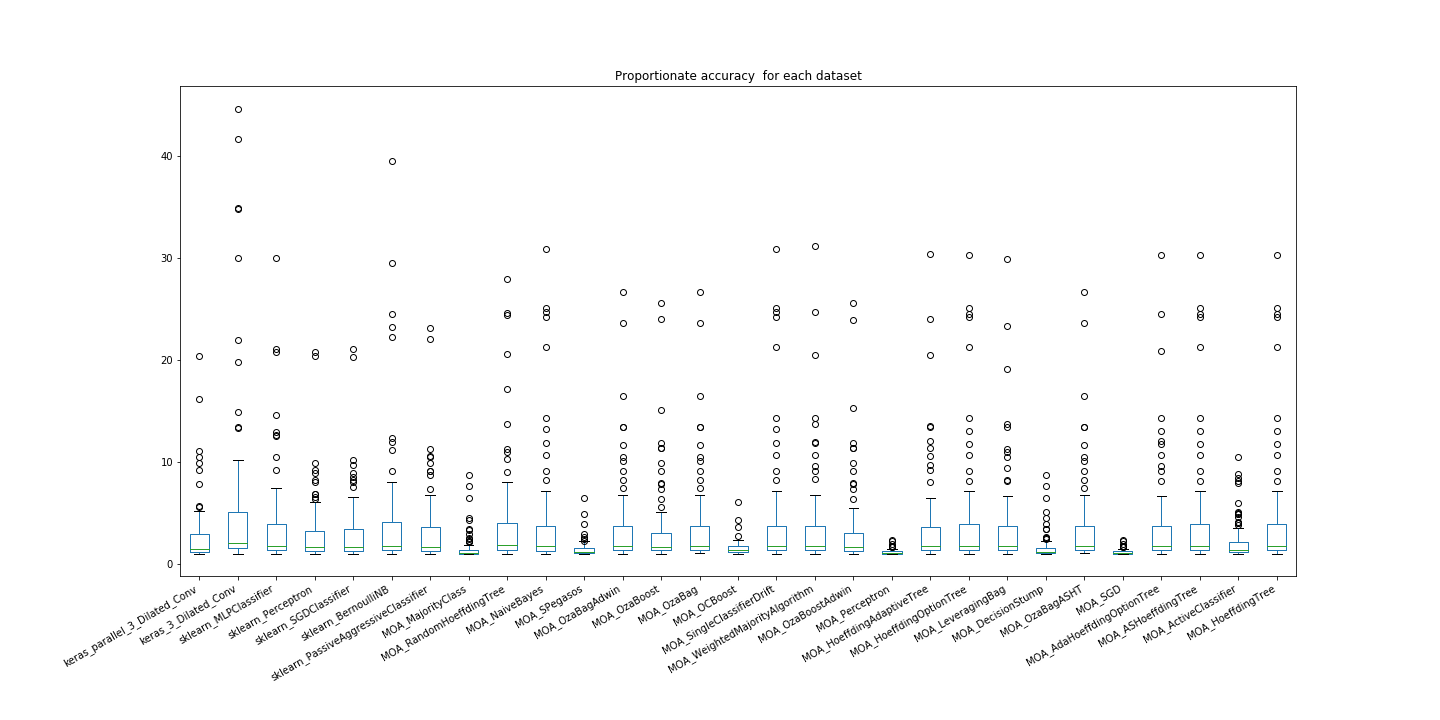 Proportionate accuracy  for each dataset
40
30
20
10
0
keras_parallel_3_Dilated_Conv
keras_3_Dilated_Conv
sklearn_MLPClassifier
sklearn_Perceptron
sklearn_SGDClassifier
sklearn_BernoulliNB
sklearn_PassiveAggressiveClassifier
MOA_MajorityClass
MOA_RandomHoeffdingTree
MOA_NaiveBayes
MOA_SPegasos
MOA_OzaBagAdwin
MOA_OzaBoost
MOA_OzaBag
MOA_OCBoost
MOA_SingleClassifierDrift
MOA_WeightedMajorityAlgorithm
MOA_OzaBoostAdwin
MOA_Perceptron
MOA_HoeffdingAdaptiveTree
MOA_HoeffdingOptionTree
MOA_LeveragingBag
MOA_DecisionStump
MOA_OzaBagASHT
MOA_SGD
MOA_AdaHoeffdingOptionTree
MOA_ASHoeffdingTree
MOA_ActiveClassifier
MOA_HoeffdingTree